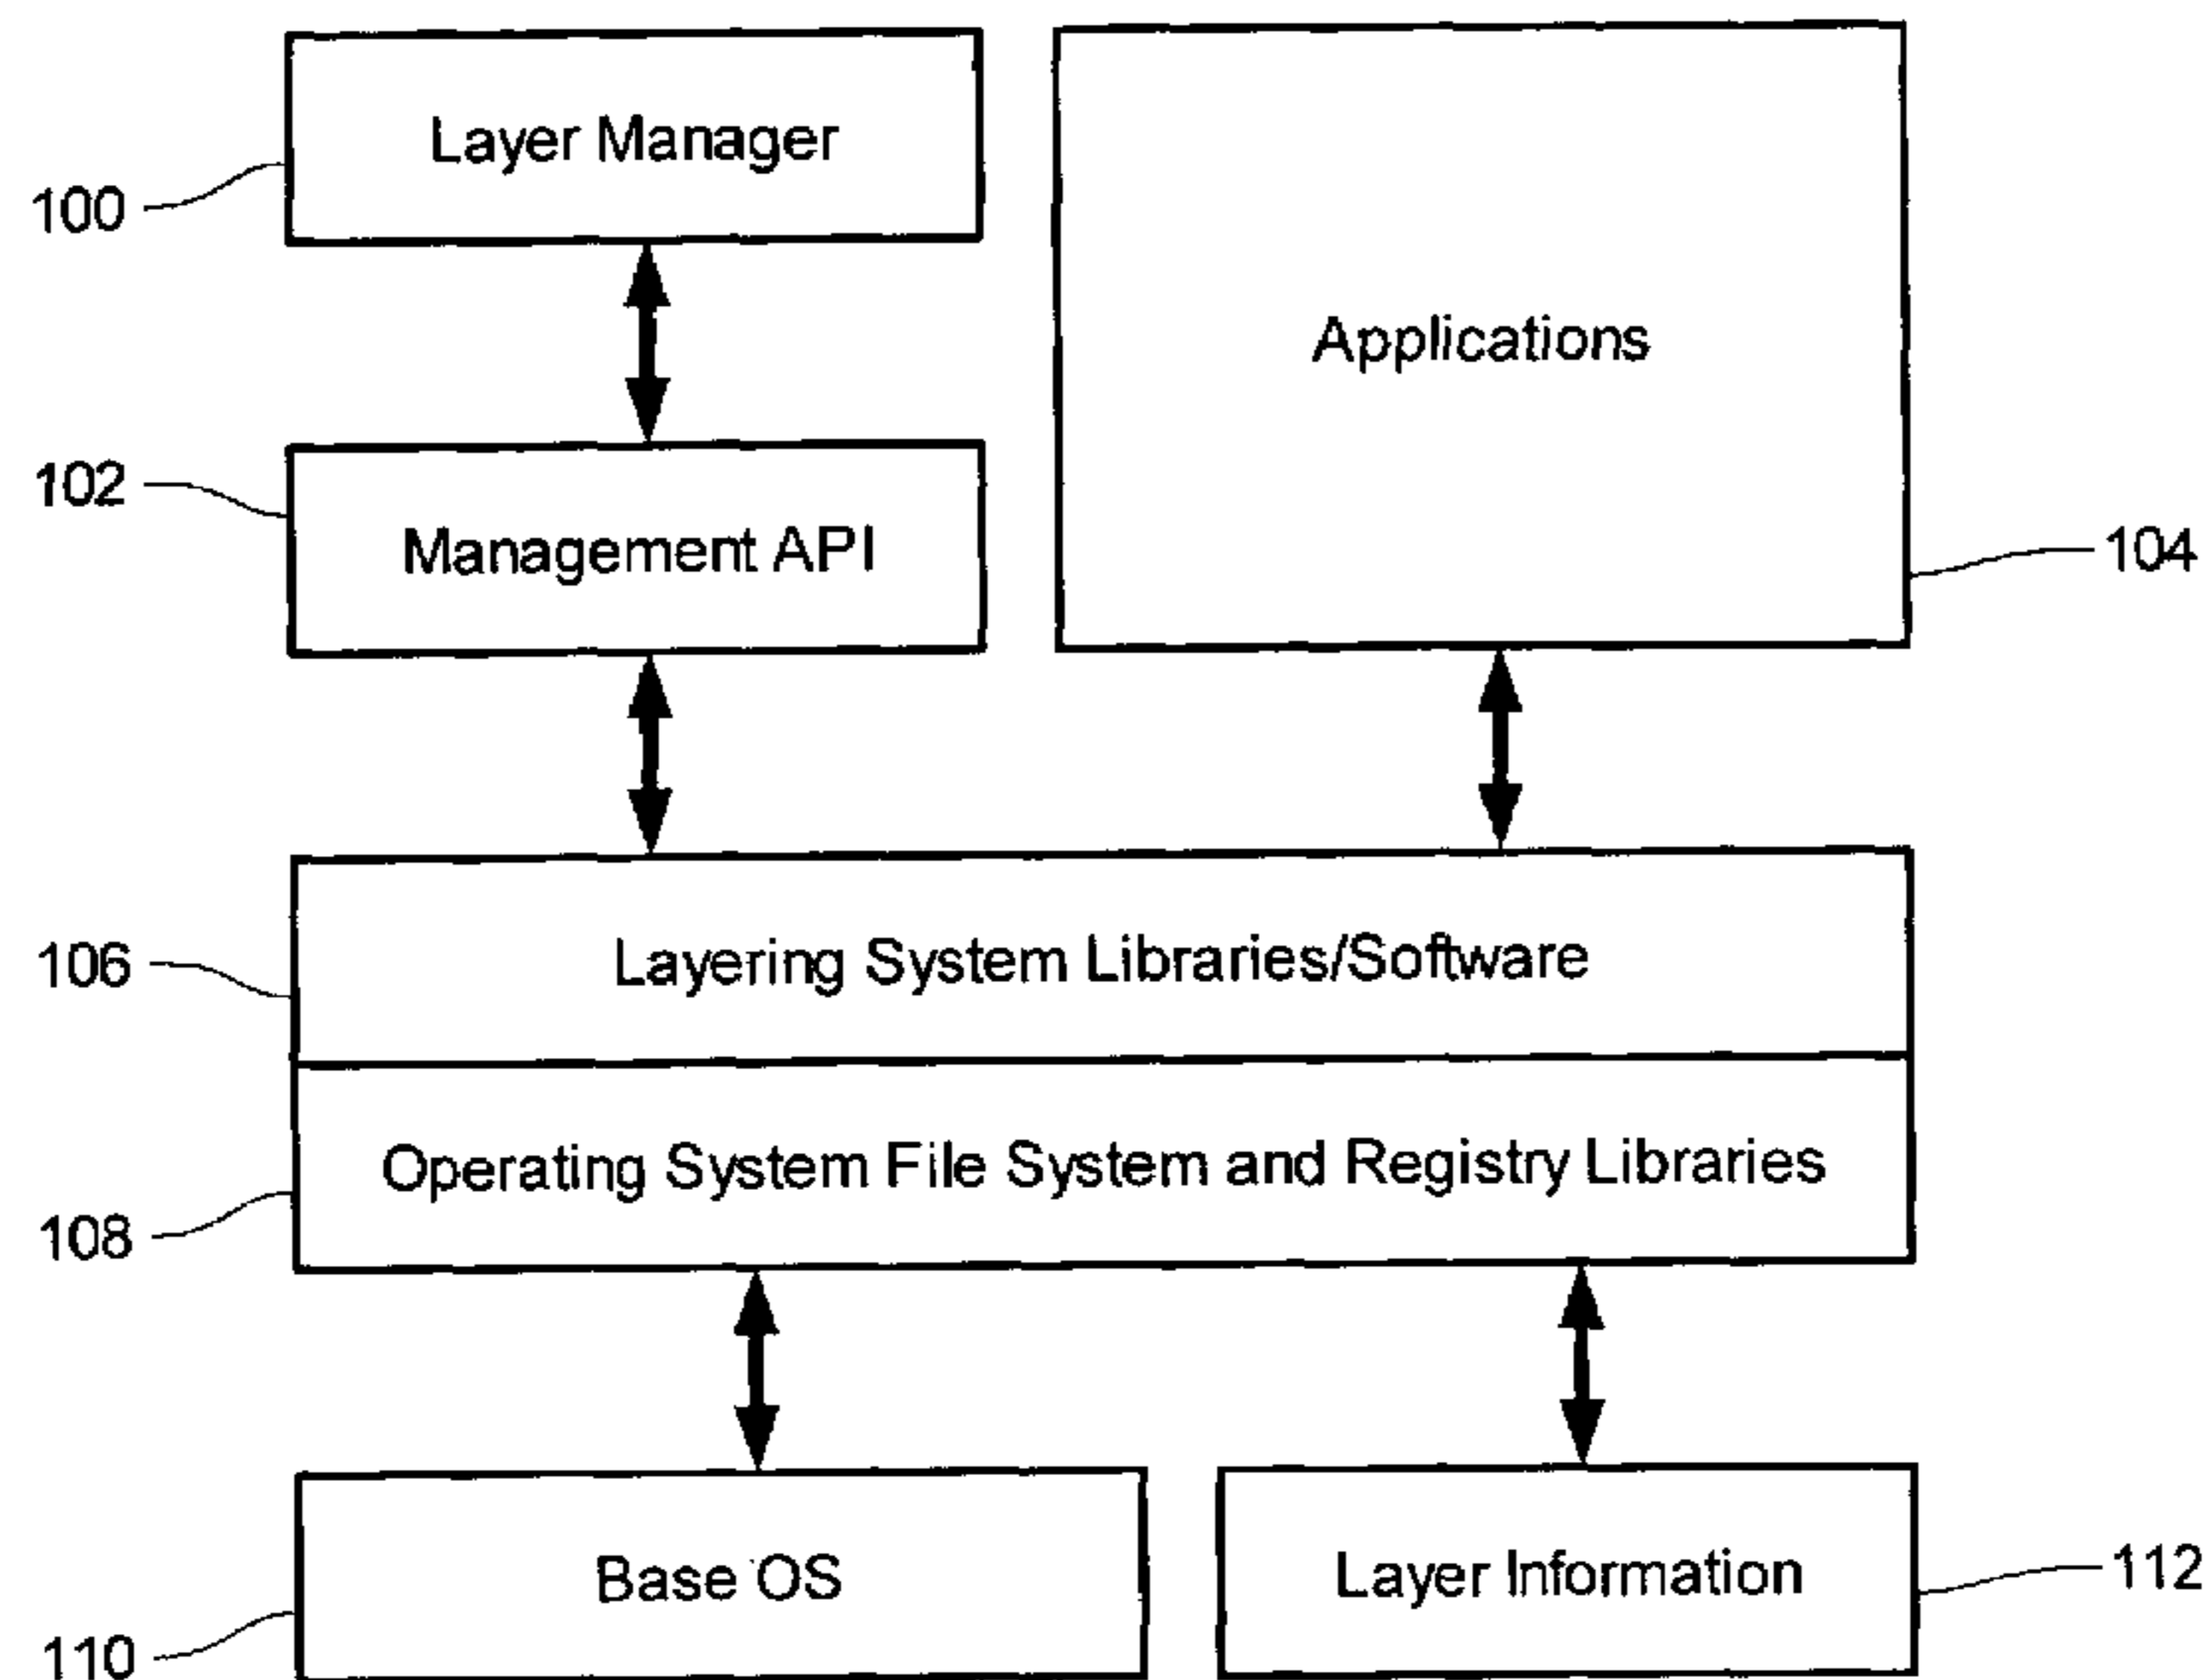 Layer Manager
100
Applications
102
Management API
104
106
Layering System Libraries/Software
Operating System File System and Registry Libraries
108
Base OS
Layer Information
112
110